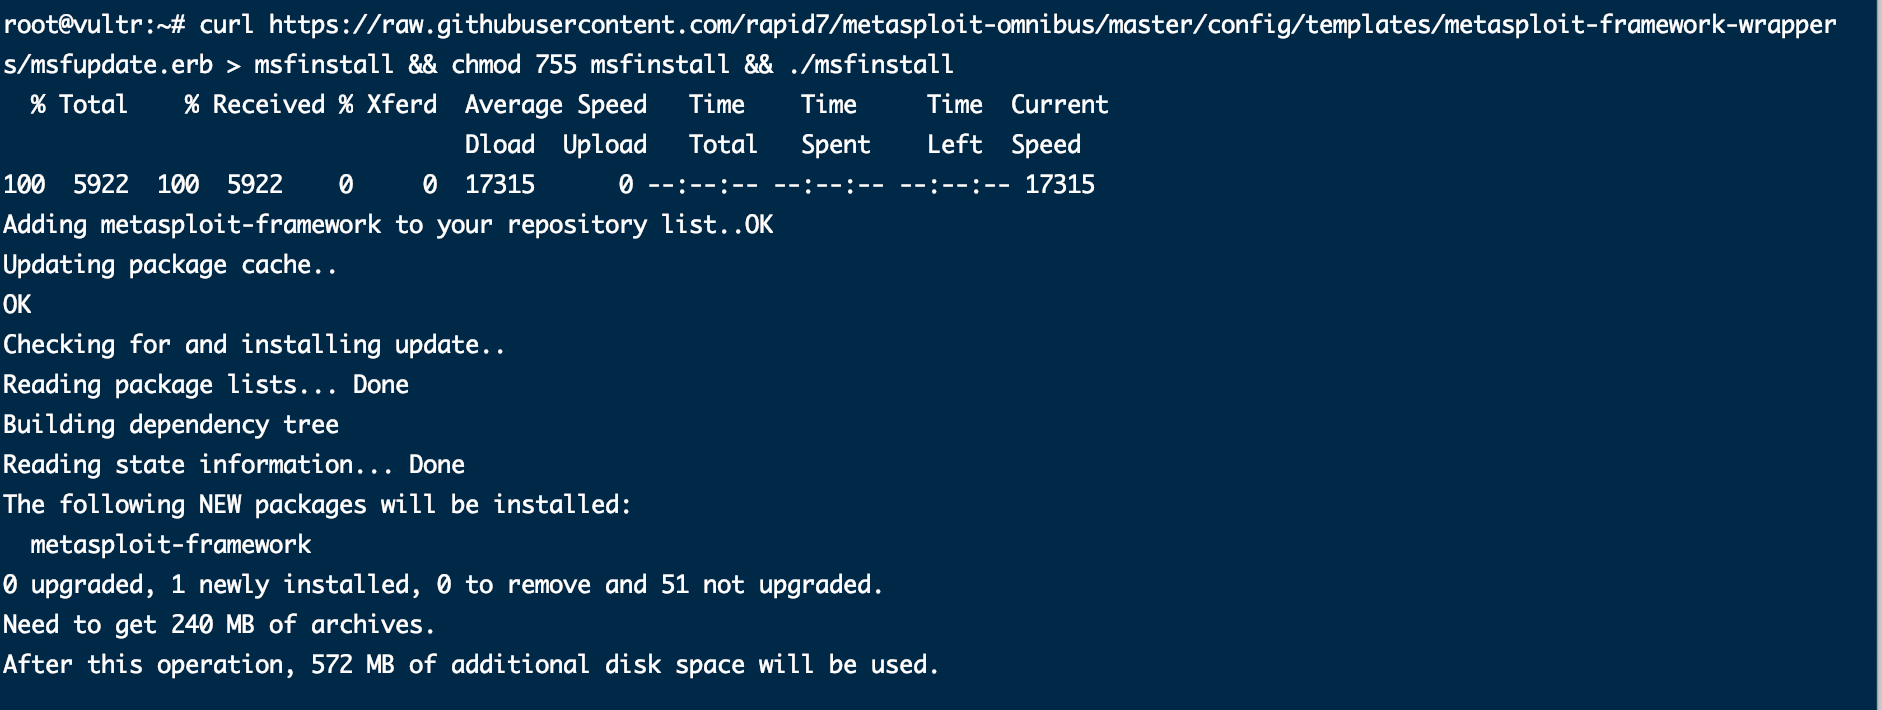 root@vultr:~# curl https://raw.githubusercontent.com/rapid7/metasploit-omnibus/master/config/templates/metasploit-framework-wrapper
s/msfupdate.erb > msfinstall && chmod 755 msfinstall && ./msfinstall
  % Total    % Received % Xferd  Average Speed   Time    Time     Time  Current
                                 Dload  Upload   Total   Spent    Left  Speed
100  5922  100  5922    0     0  17315      0 --:--:-- --:--:-- --:--:-- 17315
Adding metasploit-framework to your repository list..OK
Updating package cache..
OK
Checking for and installing update..
Reading package lists... Done
Building dependency tree
Reading state information... Done
The following NEW packages will be installed:
  metasploit-framework
0 upgraded, 1 newly installed, 0 to remove and 51 not upgraded.
Need to get 240 MB of archives.
After this operation, 572 MB of additional disk space will be used.